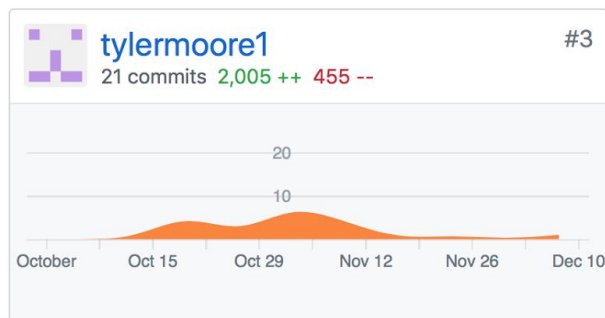 tylermoore1
#3
21 commits 2,005 ++ 455 --
20
10
October Oct 15 Oct 29 Nov 12 Nov 26 Dec 10